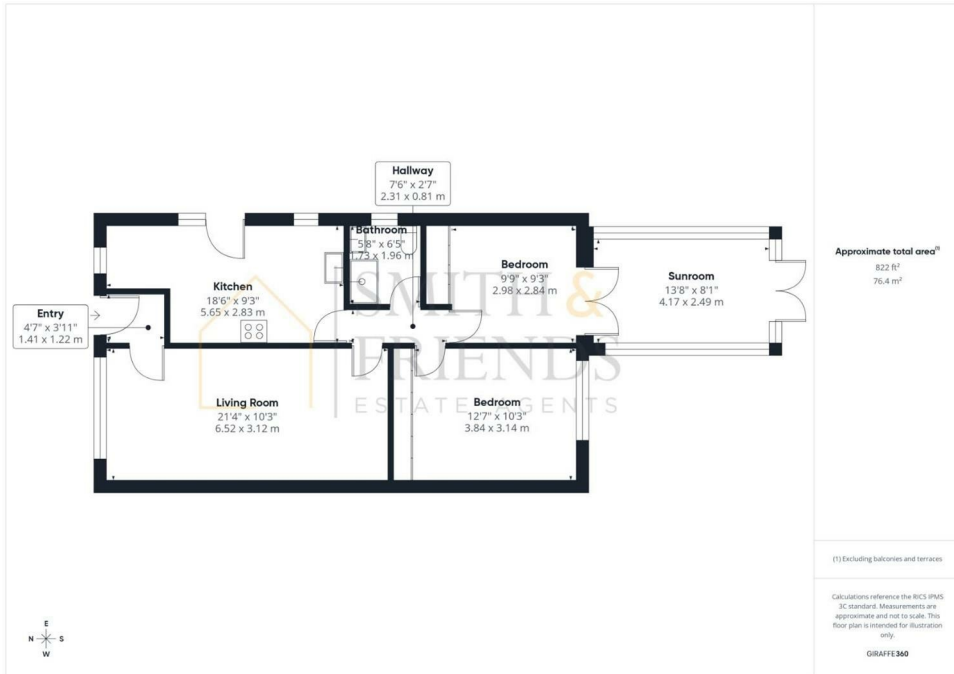 Hallway
7'6" x 2'7"
2.31 x 0.81 m
Bathroom
5'8" x 6'5"
1.73 x 1.96 m
Bedroom
9'9" x 9'3"
2.98 x 2.84 m
Sunroom
13'8" x 8'1"
4.17 x 2.49 m
Kitchen
18'6" x 9'3"
5.65 x 2.83 m
Entry
4'7" x 3'11"
1.41 x 1.22 m
SMITH &
FRIENDS
ESTATE AGENTS
Living Room
21'4" x 10'3"
6.52 x 3.12 m
Bedroom
12'7" x 10'3"
3.84 x 3.14 m
Approximate total area(1)
822 ft²
76.4 m²
(1) Excluding balconies and terraces
Calculations reference the RICS IPMS
3C standard. Measurements are
approximate and not to scale. This
floor plan is intended for illustration
only.
GIRAFFE360
E
N S
W